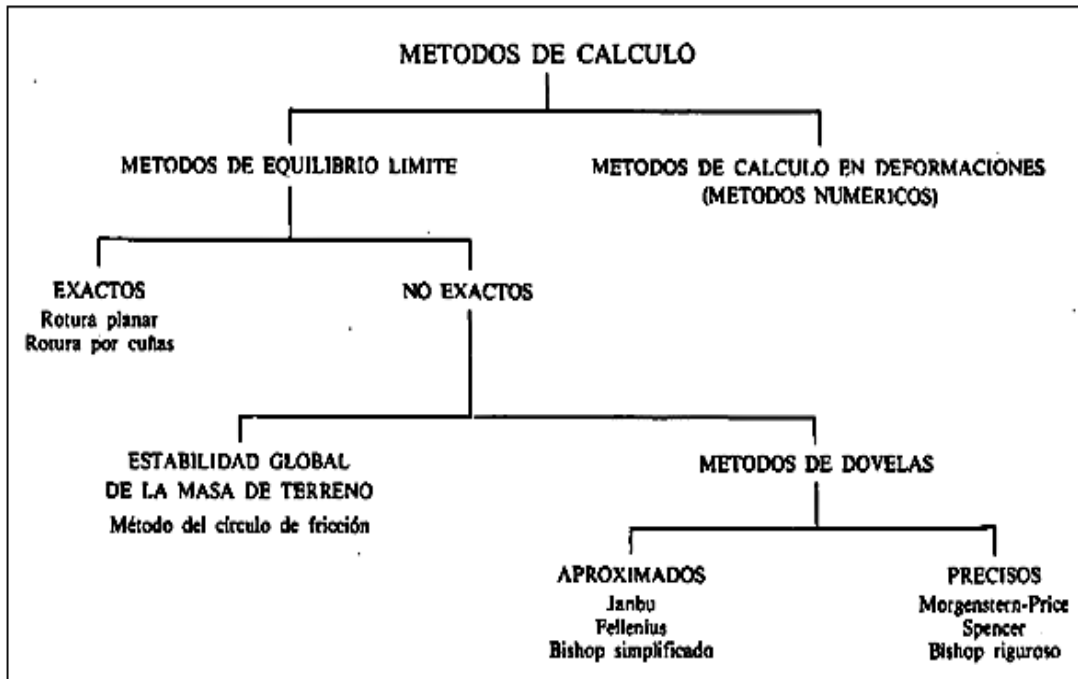 METODOS DE CALCULO
METODOS DE EQUILIBRIO LIMITE
METODOS DE CALCULO EN DEFORMACIONES
(METODOS NUMERICOS)
EXACTOS
Rotura planar
Rotura por cuñas
NO EXACTOS
ESTABILIDAD GLOBAL
DE LA MASA DE TERRENO
Método del círculo de fricción
METODOS DE DOVELAS
APROXIMADOS
Janbu
Fellenius
Bishop simplificado
PRECISOS
Morgenstern-Price
Spencer
Bishop riguroso